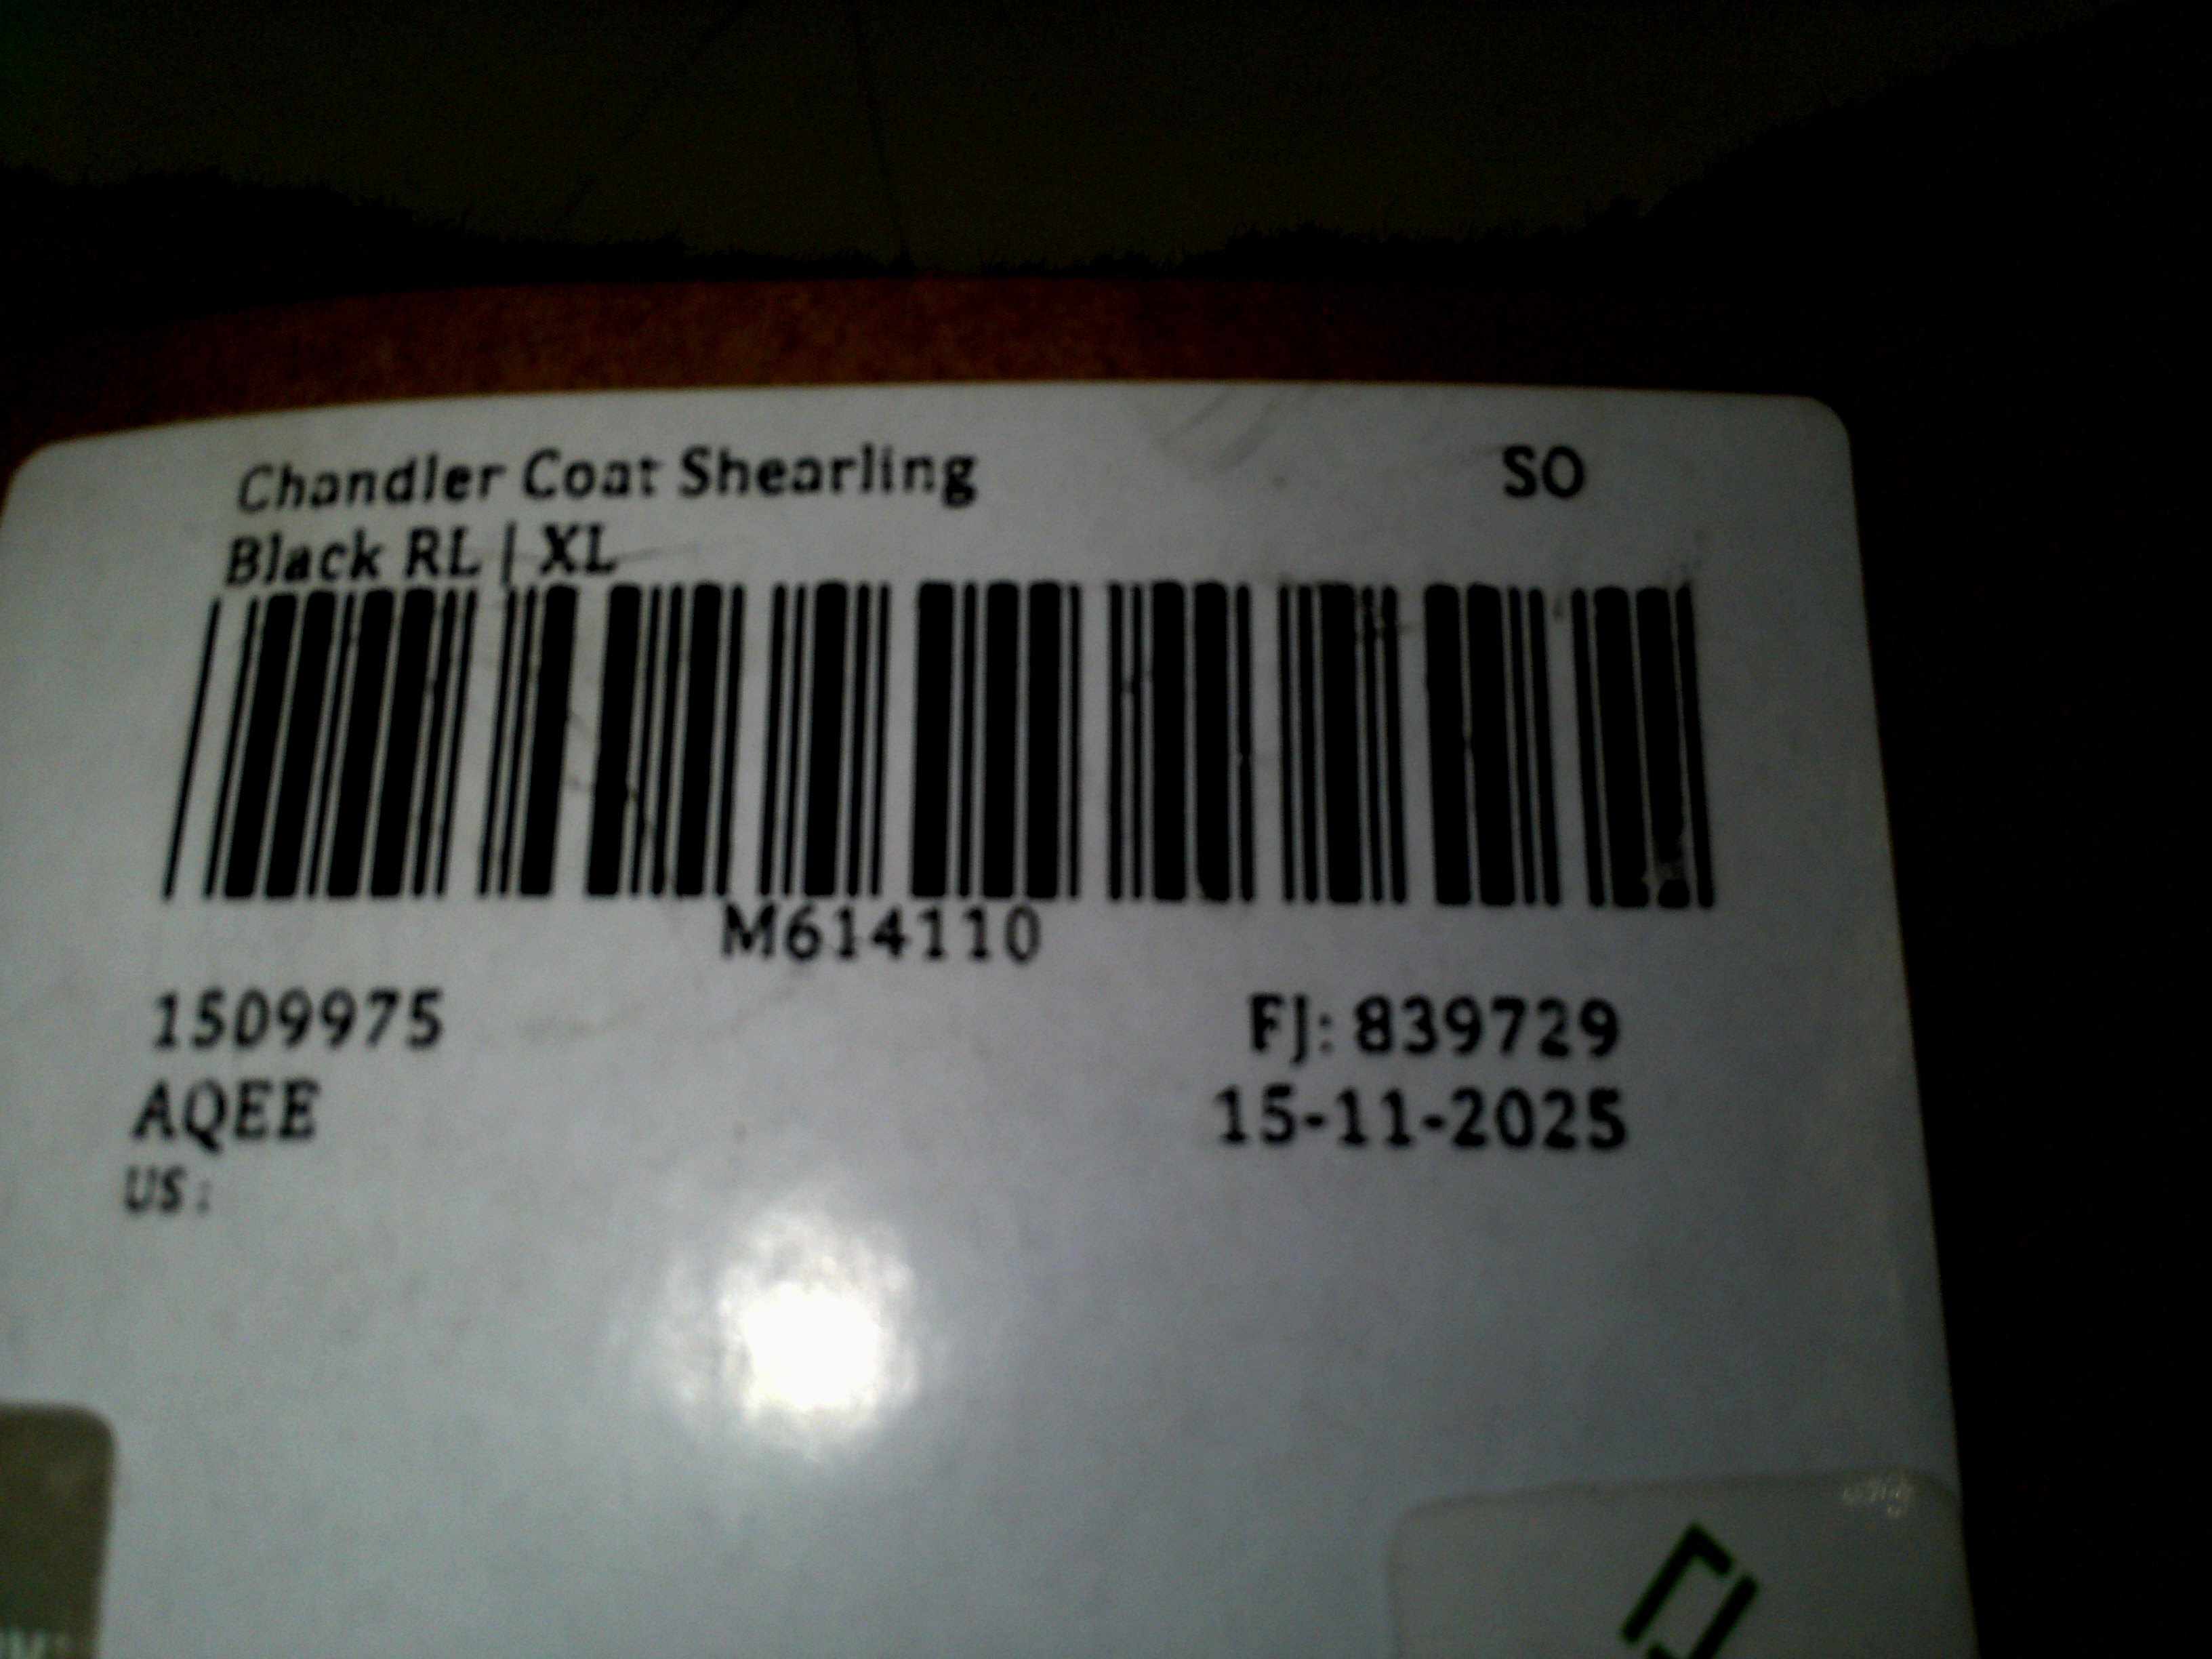 Chandler Coat Shearling SO
Black RL | XL
M614110
1509975 FJ: 839729
AQEE 15-11-2025
US :